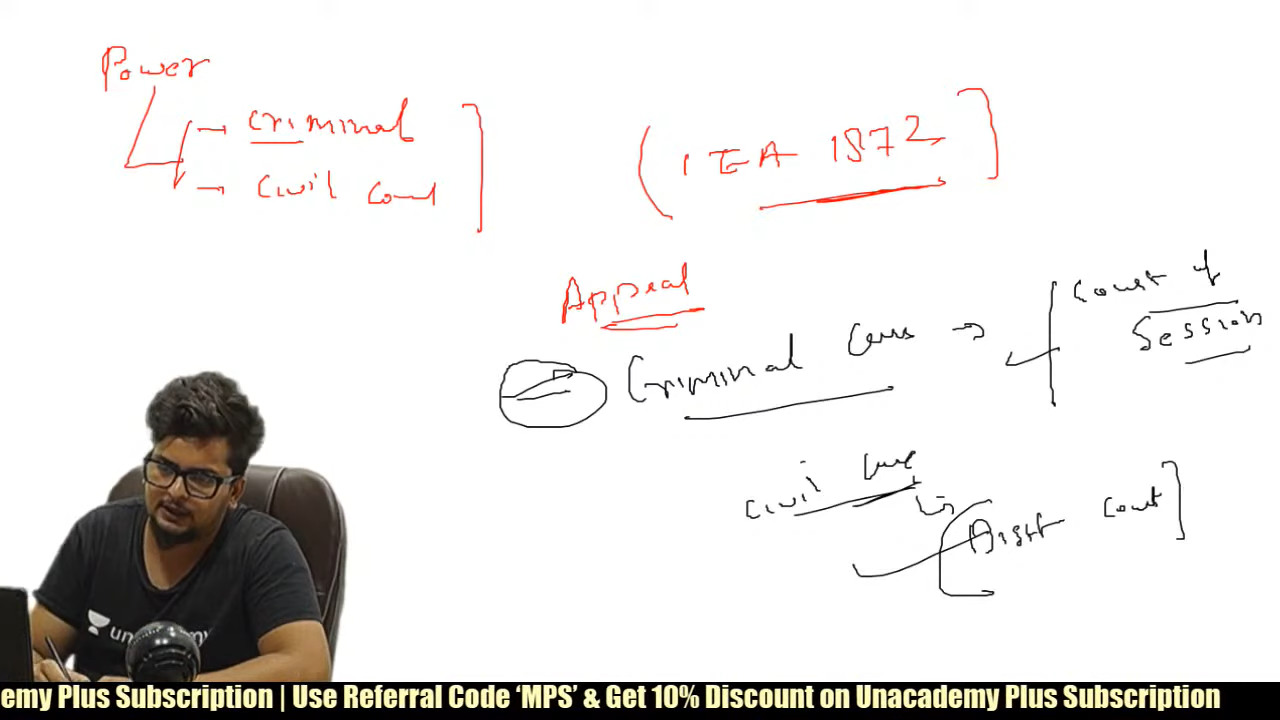 Power
→ criminal
→ civil court
( IEA 1872 ]
Appeal
Criminal case → Court of
Session
civil case
↳ Distt court
unacademy
emy Plus Subscription | Use Referral Code ‘MPS’ & Get 10% Discount on Unacademy Plus Subscription